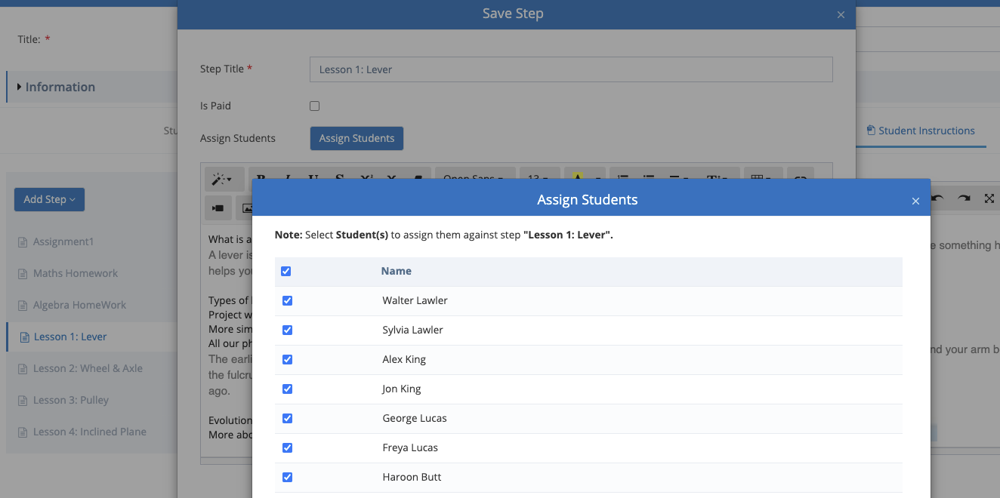 Save Step
Title: *
Step Title *
Lesson 1: Lever
Information
Is Paid
Assign Students
Assign Students
Student Instructions
Open Sans
13
Add Step
Assign Students
Note: Select Student(s) to assign them against step "Lesson 1: Lever".
Name
Walter Lawler
Sylvia Lawler
Alex King
Jon King
George Lucas
Freya Lucas
Haroon Butt
Assignment1
Maths Homework
Algebra HomeWork
Lesson 1: Lever
Lesson 2: Wheel & Axle
Lesson 3: Pulley
Lesson 4: Inclined Plane
What is a
A lever is
helps you
Types of
Project w
More sim
All our ph
The earli
the fulcru
ago.
Evolution
More abo
e something h
nd your arm b